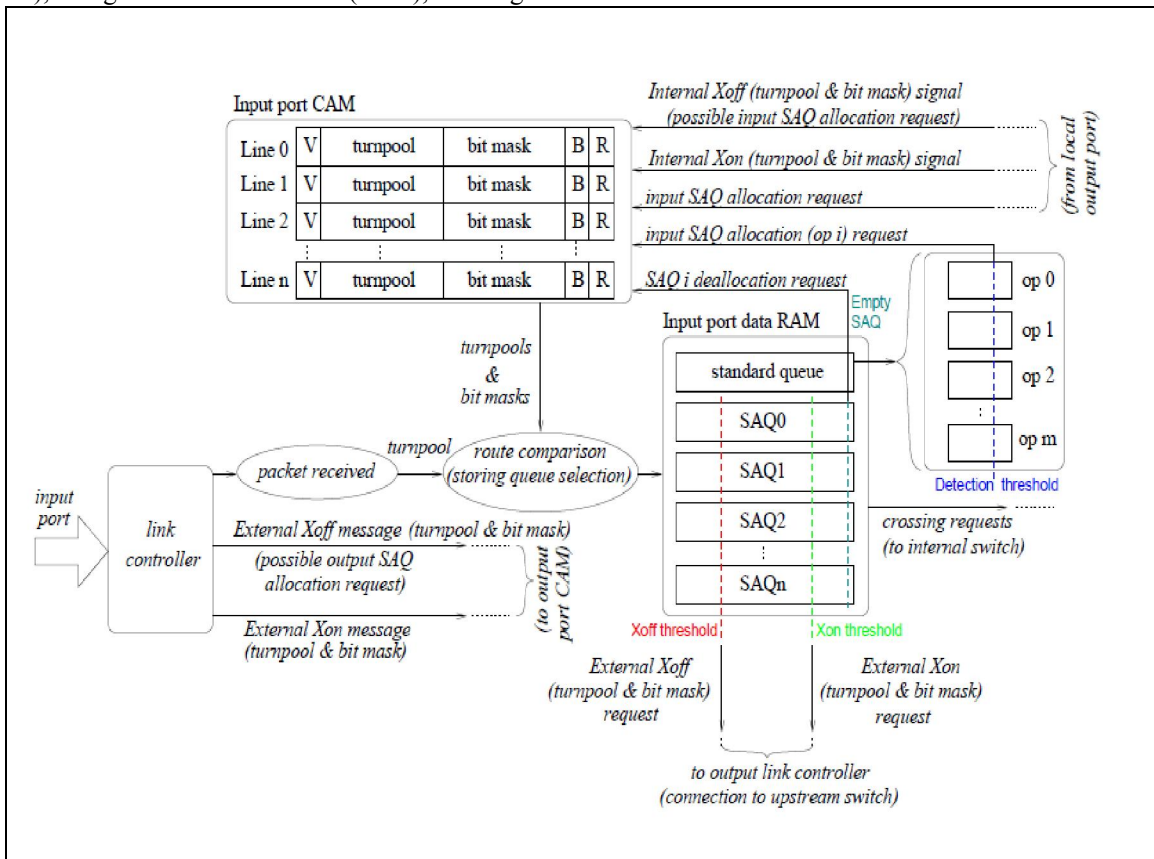 Input port CAM
Line 0 V turnpool bit mask B R
Line 1 V turnpool bit mask B R
Line 2 V turnpool bit mask B R
Line n V turnpool bit mask B R
Internal Xoff (turnpool & bit mask) signal
(possible input SAQ allocation request)
Internal Xon (turnpool & bit mask) signal
input SAQ allocation request
(from local
output port)
input SAQ allocation (op i) request
SAQ i deallocation request
Empty
SAQ
op 0
op 1
op 2
op m
Detection threshold
Input port data RAM
standard queue
SAQ0
SAQ1
SAQ2
SAQn
Xoff threshold
Xon threshold
turnpools
&
bit masks
turnpool
packet received
route comparison
(storing queue selection)
input
port
link
controller
External Xoff message (turnpool & bit mask)
(possible output SAQ
allocation request)
External Xon message
(turnpool & bit mask)
(to output
port CAM)
crossing requests
(to internal switch)
External Xoff
(turnpool & bit mask)
request
External Xon
(turnpool & bit mask)
request
to output link controller
(connection to upstream switch)